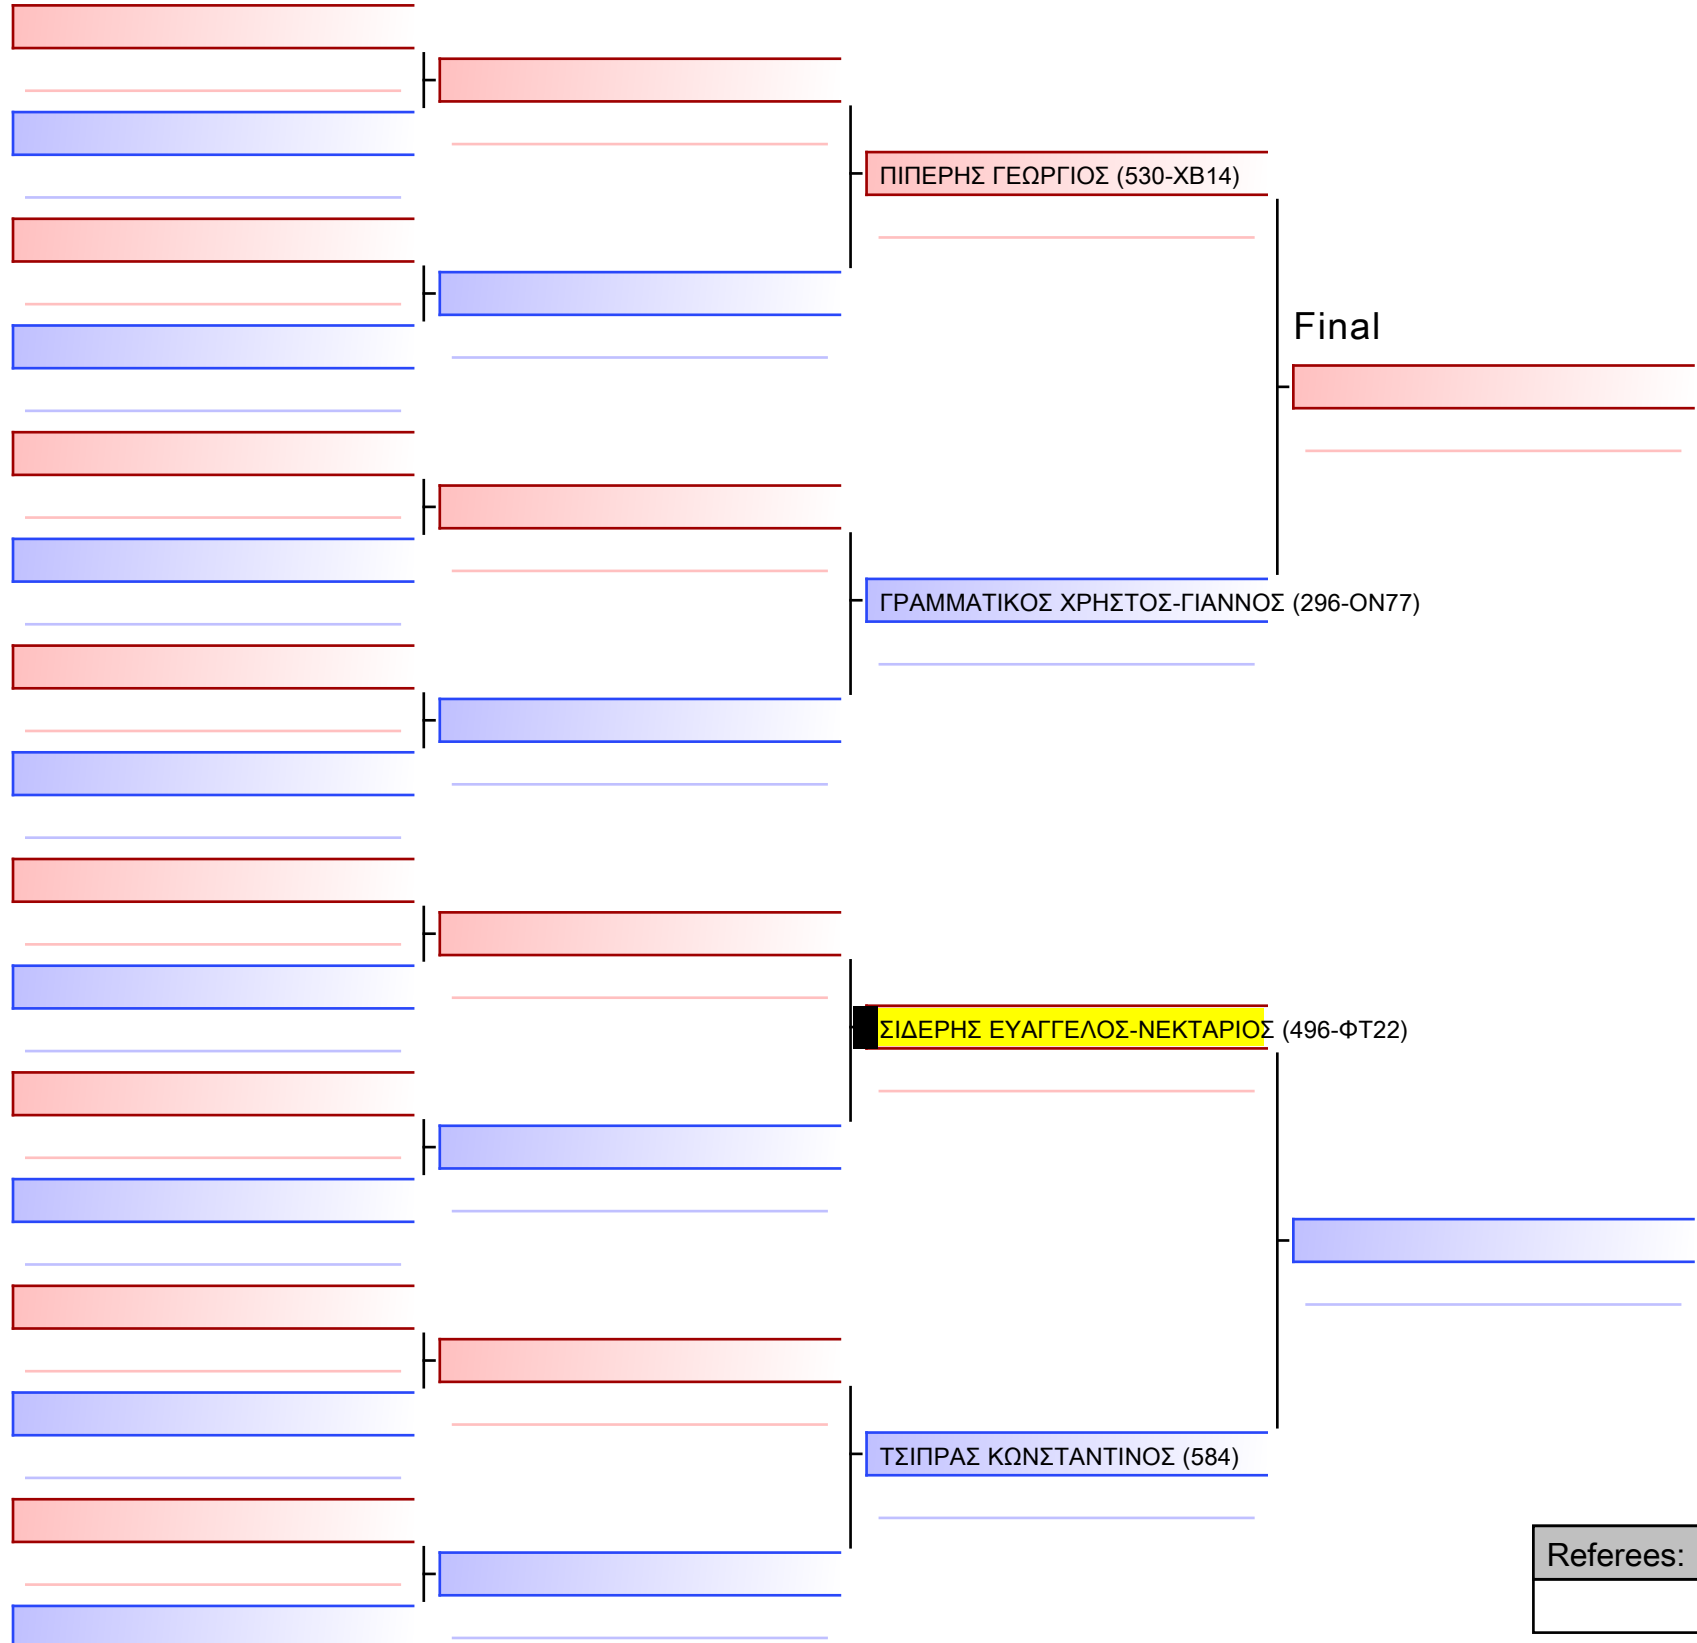 ΠΙΠΕΡΗΣ ΓΕΩΡΓΙΟΣ (530-ΧΒ14)
Final
ΓΡΑΜΜΑΤΙΚΟΣ ΧΡΗΣΤΟΣ-ΓΙΑΝΝΟΣ (296-ΟΝ77)
ΣΙΔΕΡΗΣ ΕΥΑΓΓΕΛΟΣ-ΝΕΚΤΑΡΙΟΣ (496-ΦΤ22)
ΤΣΙΠΡΑΣ ΚΩΝΣΤΑΝΤΙΝΟΣ (584)
Referees: